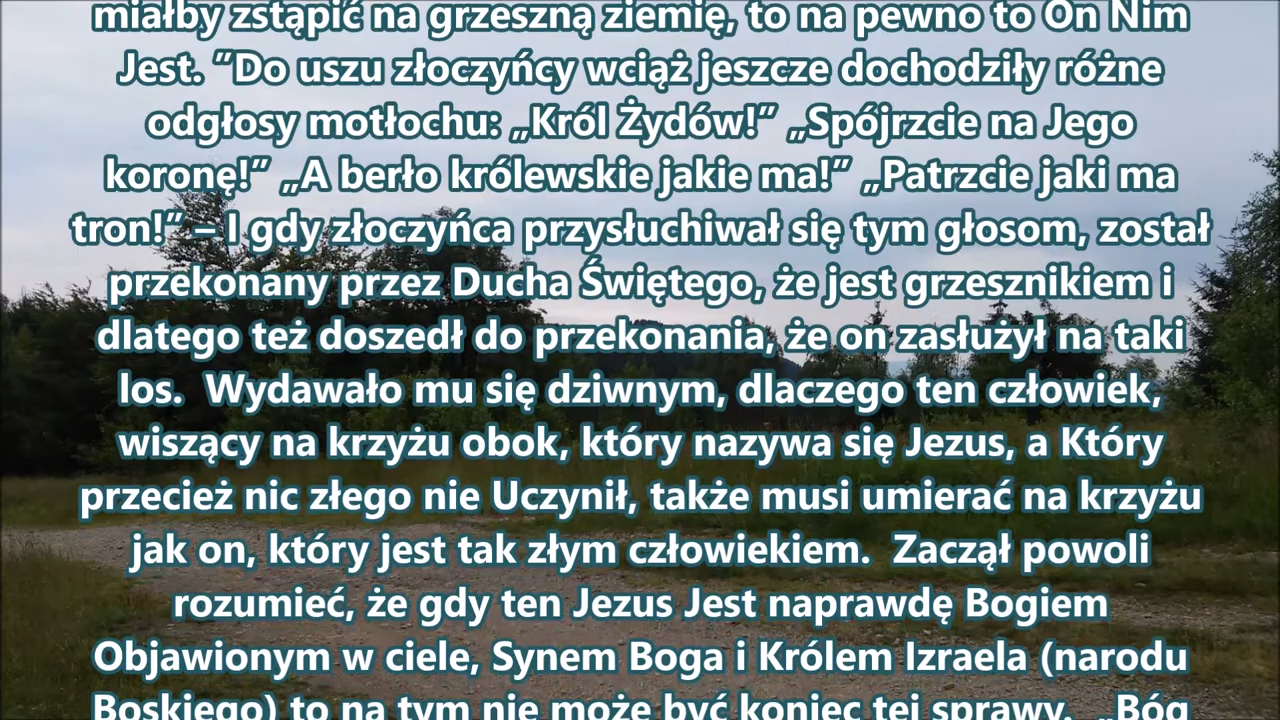 miałby zstąpić na grzeszną ziemię, to na pewno to On Nim
Jest. ”Do uszu złoczyńcy wciąż jeszcze dochodziły różne
odgłosy motłochu: „Król Żydów!” „Spójrzcie na Jego
koronę!” „A berło królewskie jakie ma!” „Patrzcie jaki ma
tron!” – I gdy złoczyńca przysłuchiwał się tym głosom, został
przekonany przez Ducha Świętego, że jest grzesznikiem i
dlatego też doszedł do przekonania, że on zasłużył na taki
los.  Wydawało mu się dziwnym, dlaczego ten człowiek,
wiszący na krzyżu obok, który nazywa się Jezus, a Który
przecież nic złego nie Uczynił, także musi umierać na krzyżu
jak on, który jest tak złym człowiekiem.  Zaczął powoli
rozumieć, że gdy ten Jezus Jest naprawdę Bogiem
Objawionym w ciele, Synem Boga i Królem Izraela (narodu
Boskiego) to na tym nie może być koniec tej sprawy.  „Bóg